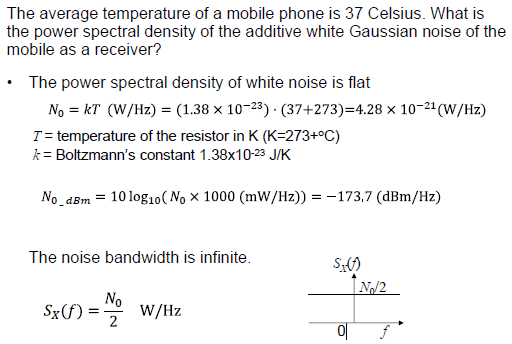 The average temperature of a mobile phone is 37 Celsius. What is
the power spectral density of the additive white Gaussian noise of the
mobile as a receiver?
• The power spectral density of white noise is flat
N₀ = kT (W/Hz) = (1.38 × 10⁻²³) · (37+273)=4.28 × 10⁻²¹(W/Hz)
T = temperature of the resistor in K (K=273+ºC)
k = Boltzmann's constant 1.38x10-23 J/K
N₀_dBm = 10 log₁₀( N₀ × 1000 (mW/Hz)) = −173,7 (dBm/Hz)
The noise bandwidth is infinite.
Sₓ(f) = N₀/2 W/Hz
Sₓ(f)
N₀/2
0 f